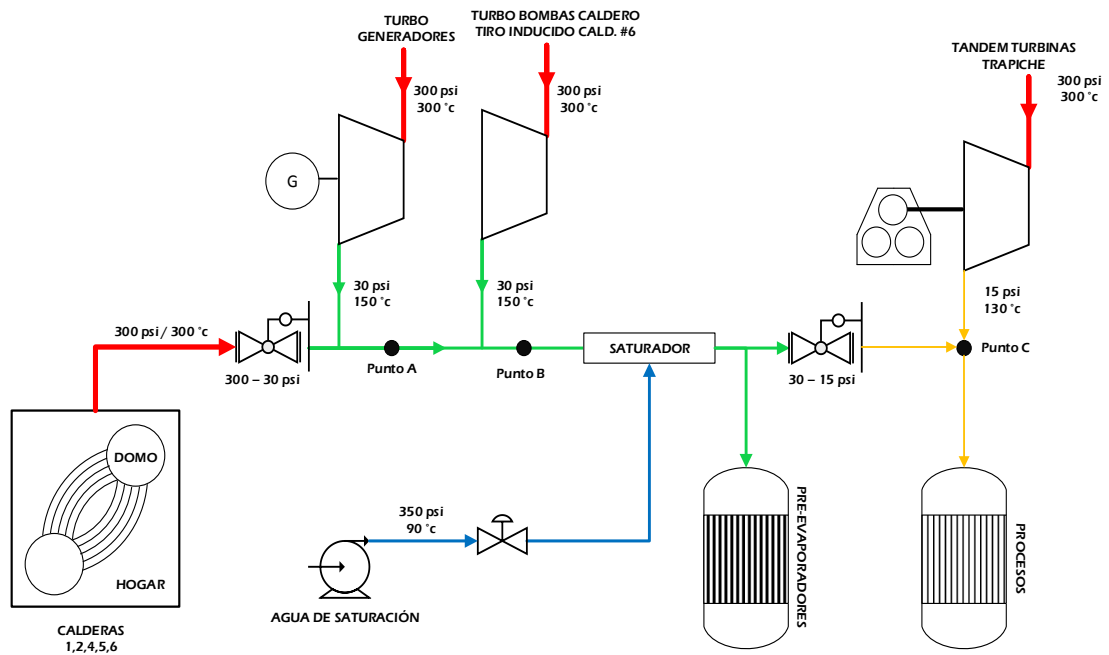 TURBO
GENERADORES
TURBO BOMBAS CALDERO
TIRO INDUCIDO CALD. #6
TANDEM TURBINAS
TRAPICHE
300 psi
300 °c
300 psi
300 °c
300 psi
300 °c
G
30 psi
150 °c
30 psi
150 °c
15 psi
130 °c
300 psi/ 300 °c
300 – 30 psi
Punto A
Punto B
SATURADOR
30 – 15 psi
Punto C
DOMO
HOGAR
CALDERAS
1,2,4,5,6
350 psi
90 °c
AGUA DE SATURACIÓN
PRE-EVAPORADORES
PROCESOS